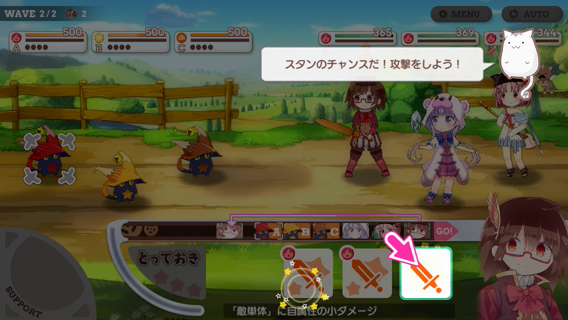 WAVE 2/2 2
MENU
AUTO
500
500
500
365
369
344
A
B
C
スタンのチャンスだ！攻撃をしよう！
A
B
C
GO!
とっておき
SUPPORT
「敵単体」に自属性の小ダメージ